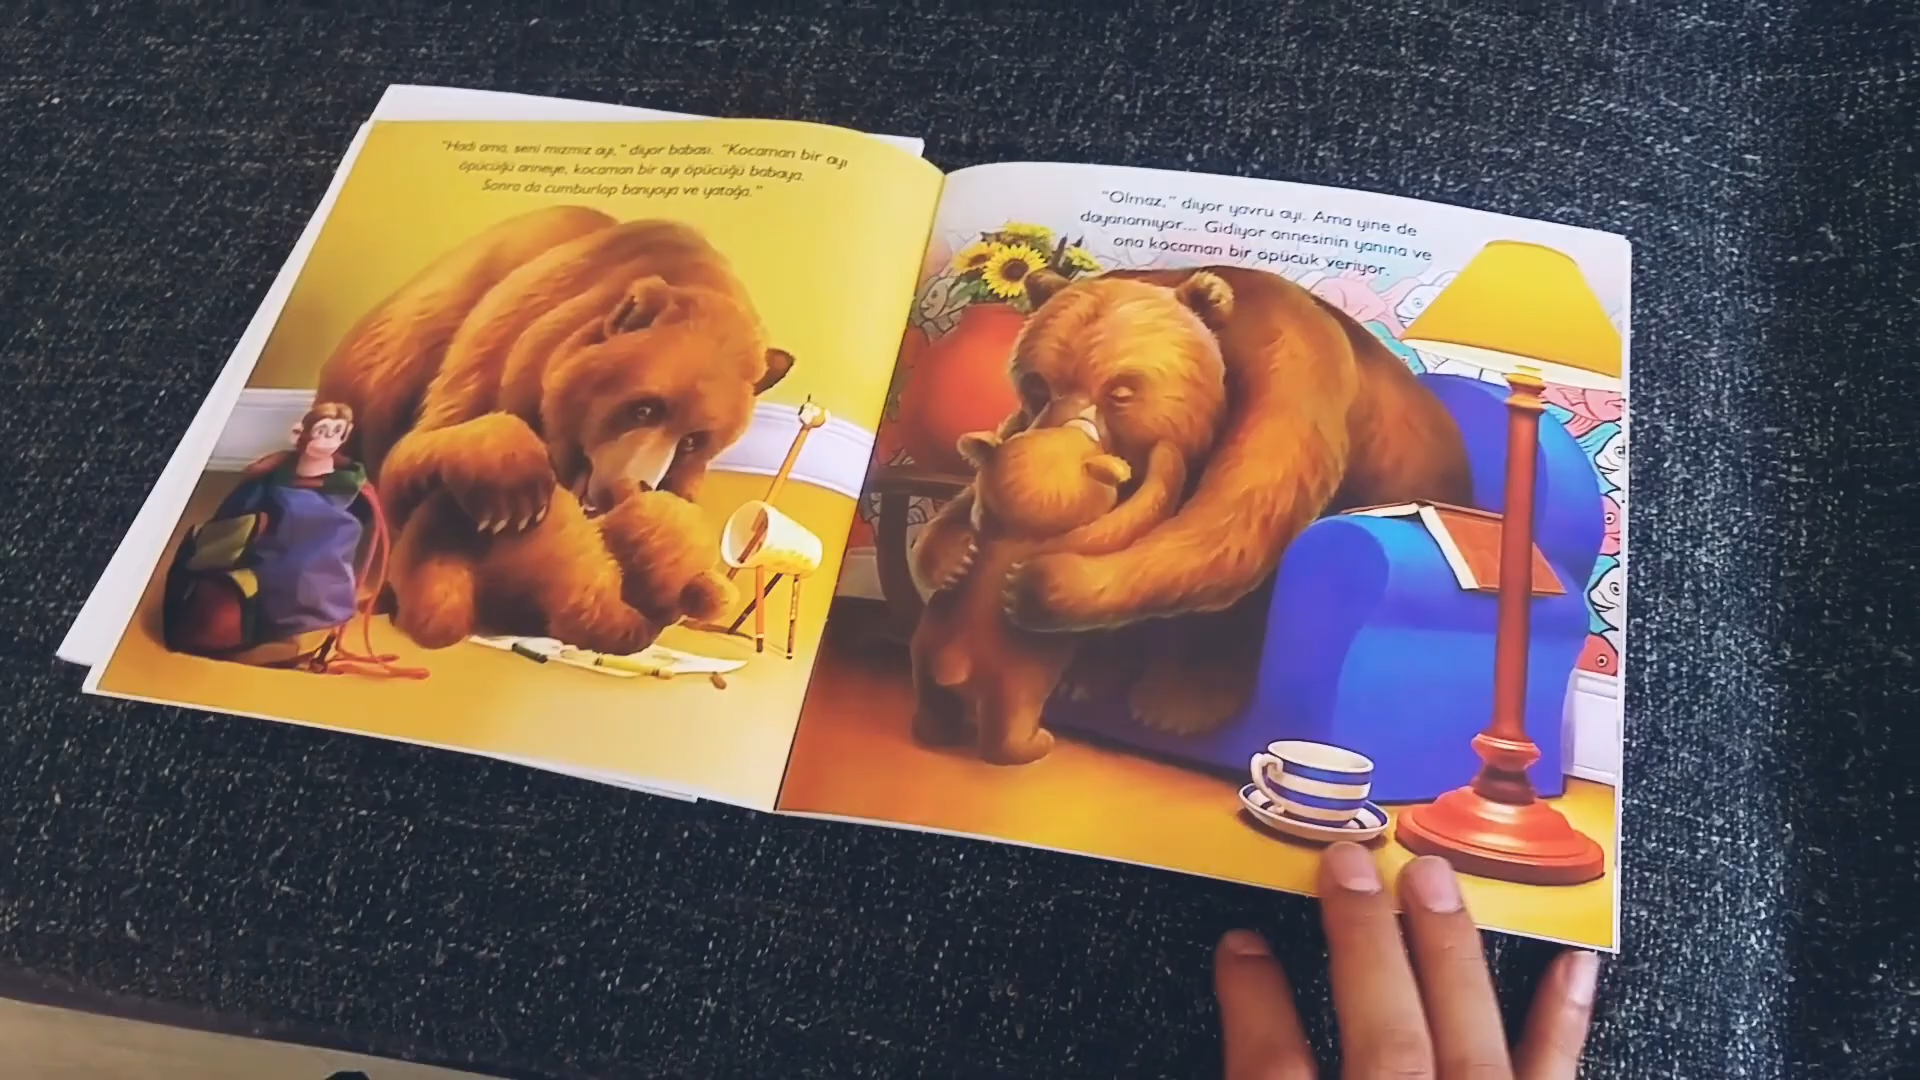 "Hadi ama, seni mızmız ayı," diyor babası. "Kocaman bir ayı
öpücüğü anneye, kocaman bir ayı öpücüğü babaya.
Sonra da cumburlop banyoya ve yatağa."
"Olmaz," diyor yavru ayı. Ama yine de
dayanamıyor... Gidiyor annesinin yanına ve
ona kocaman bir öpücük veriyor.